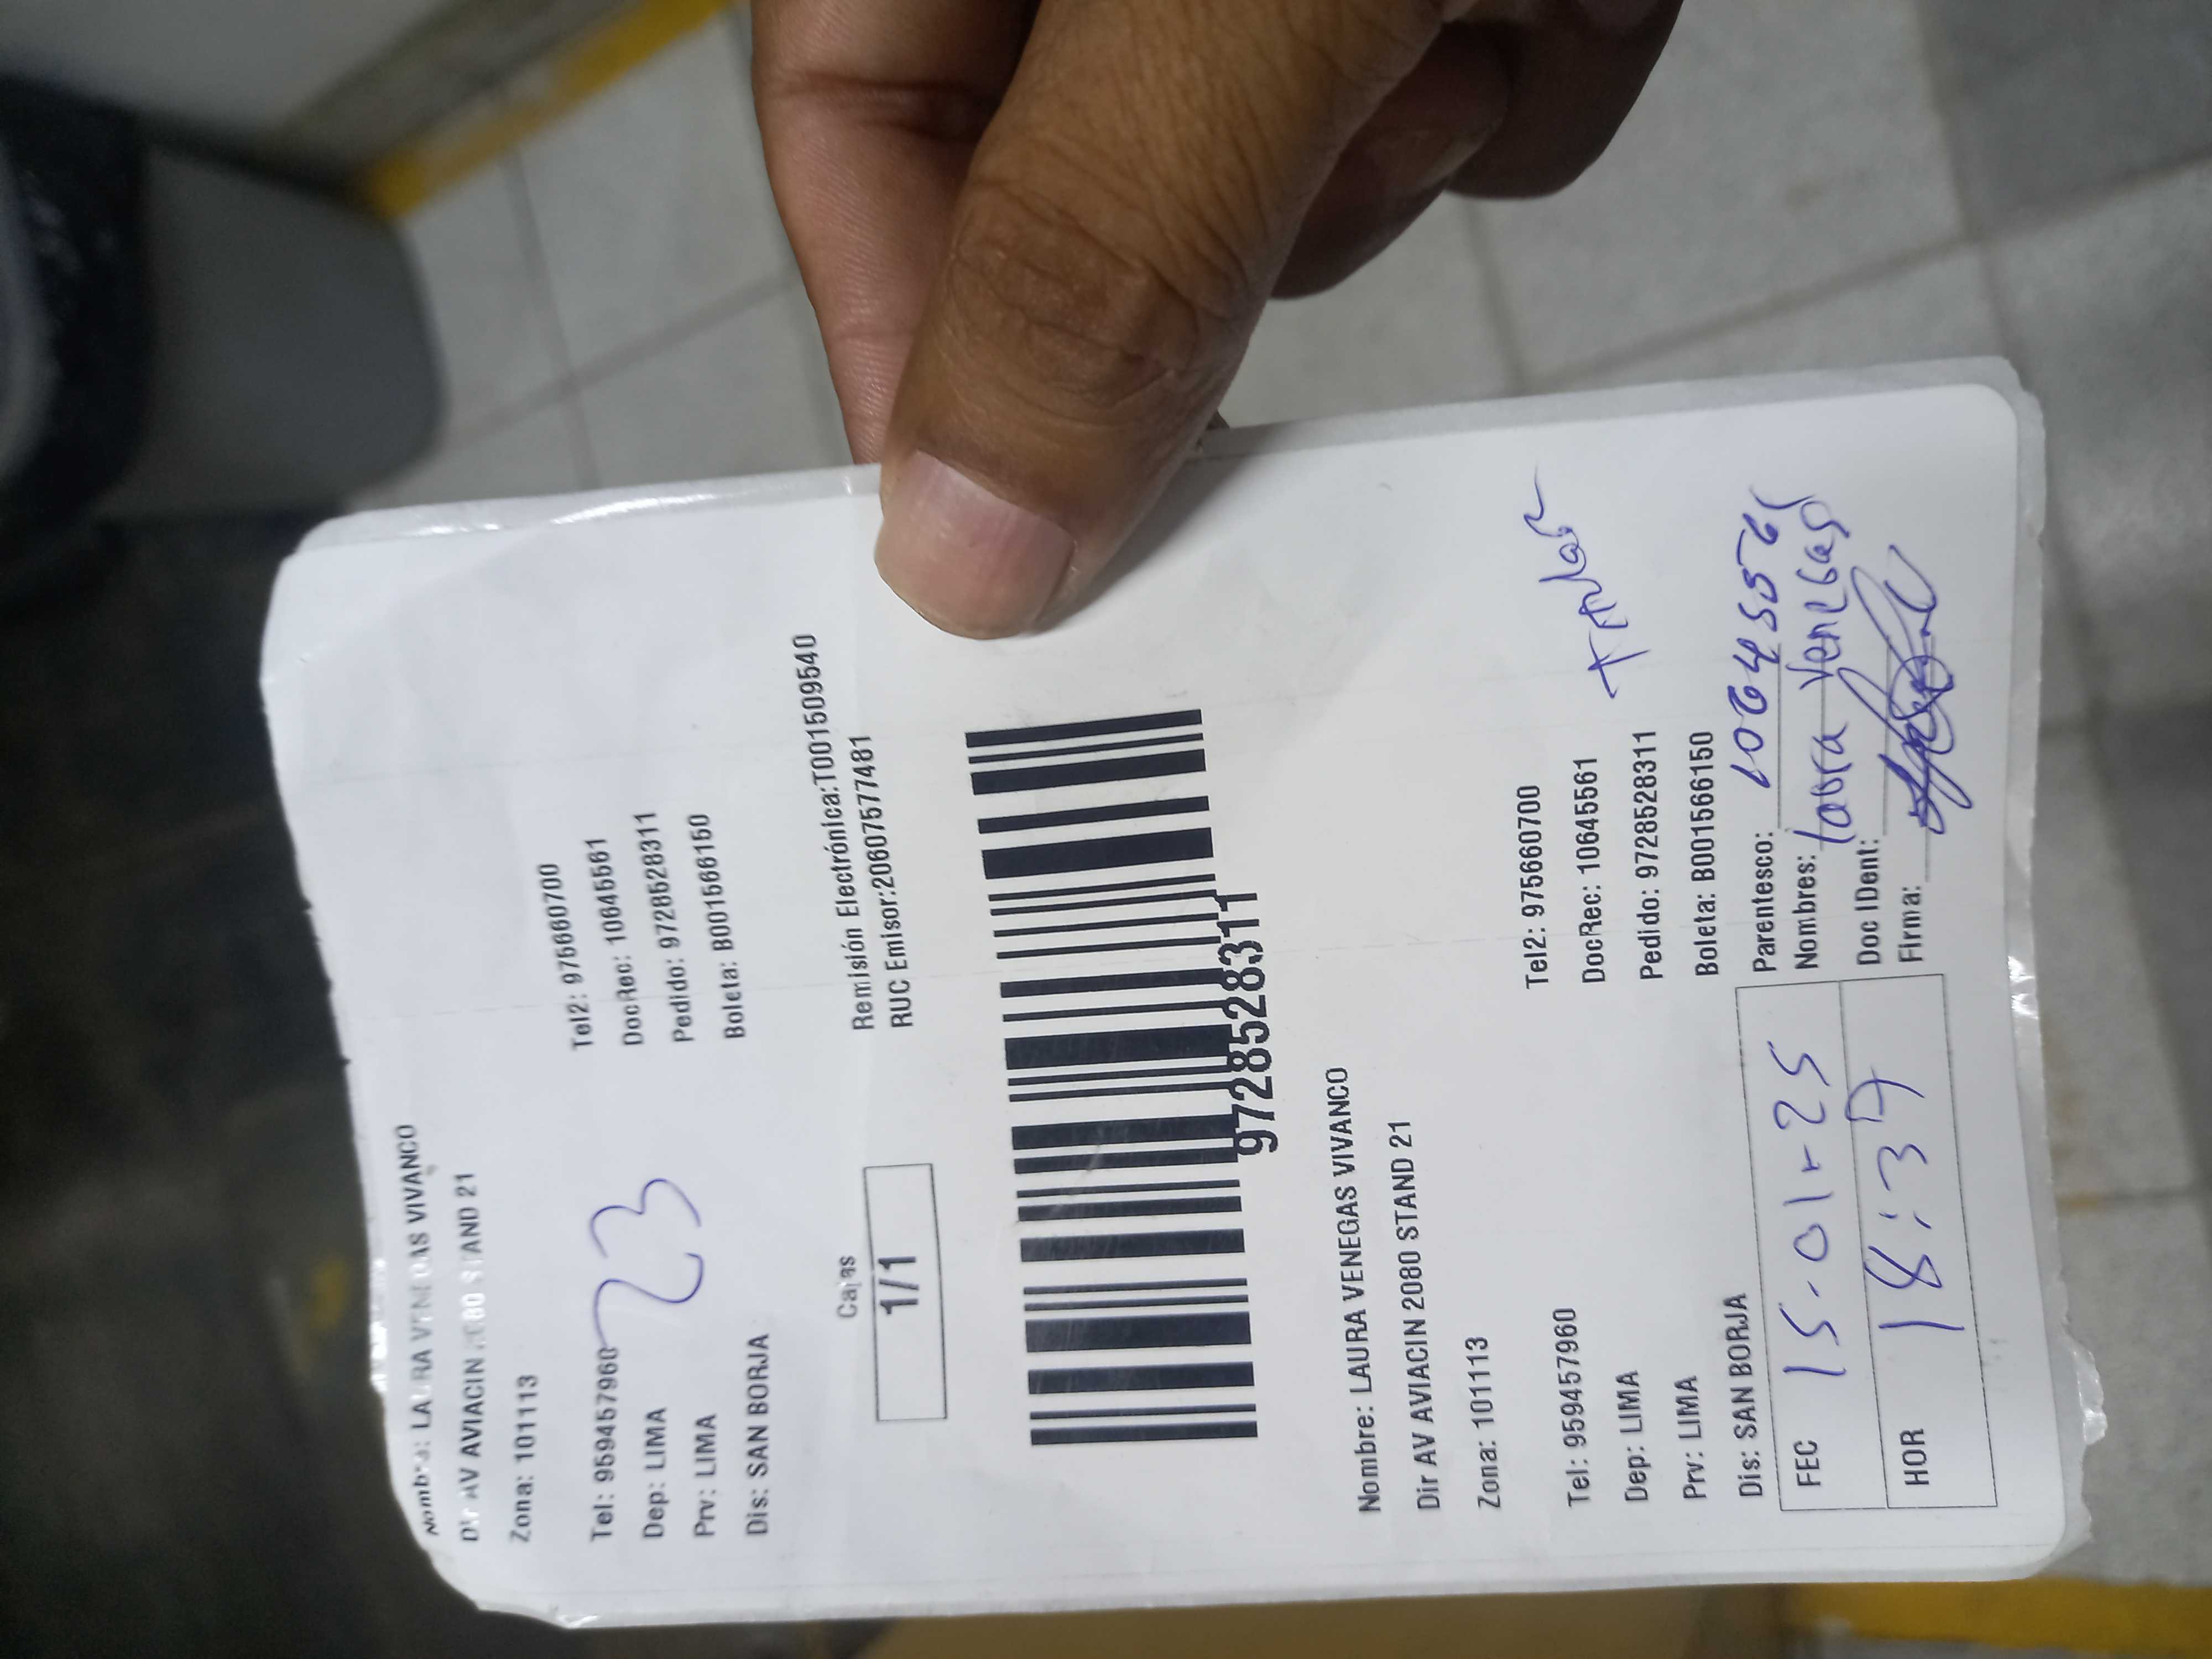 Nombre: LAURA VENEGAS VIVANCO
Dir AV AVIACIN 2080 STAND 21
Zona: 101113
Tel: 959457960 Tel2: 975660700
Dep: LIMA DocRec: 10645561
Prv: LIMA Pedido: 97285283​11
Dis: SAN BORJA Boleta: B001566150
23
Cajas Remisión Electrónica:T001509540
1/1 RUC Emisor:20607577481
9728528311
Nombre: LAURA VENEGAS VIVANCO
Dir AV AVIACIN 2080 STAND 21
Zona: 101113
Tel: 959457960 Tel2: 975660700
Dep: LIMA DocRec: 10645561
Titular
Prv: LIMA Pedido: 9728528311
Dis: SAN BORJA Boleta: B001566150
FEC 15-01-25 Parentesco: 10645561
Nombres: Laura Venegas
HOR 18:37 Doc IDent:
Firma: